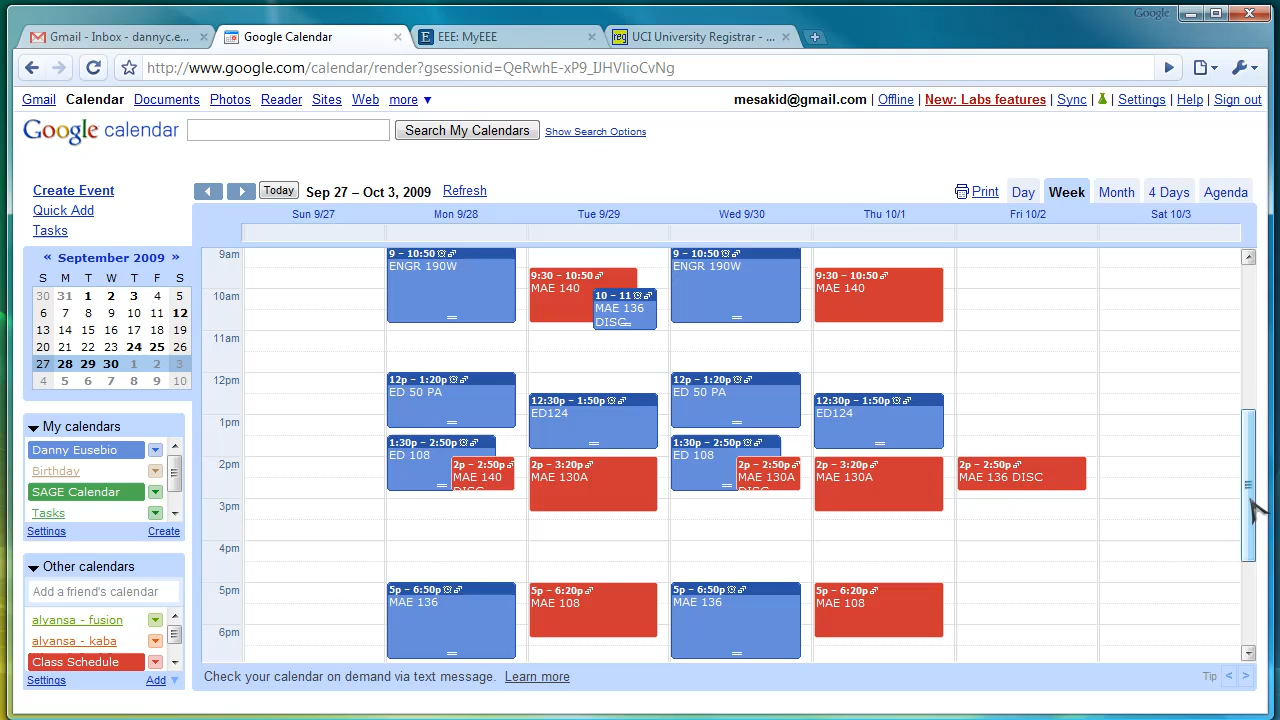 Google
Gmail - Inbox - dannyc.e...
Google Calendar
EEE: MyEEE
UCI University Registrar - ...
http://www.google.com/calendar/render?gsessionid=QeRwhE-xP9_IJHVIioCvNg
Gmail Calendar Documents Photos Reader Sites Web more ▼
mesakid@gmail.com | Offline | New: Labs features | Sync | Settings | Help | Sign out
Google calendar
Search My Calendars
Show Search Options
Create Event
Quick Add
Tasks
Today
Sep 27 – Oct 3, 2009
Refresh
Print
Day Week Month 4 Days Agenda
Sun 9/27 Mon 9/28 Tue 9/29 Wed 9/30 Thu 10/1 Fri 10/2 Sat 10/3
« September 2009 »
S M T W T F S
30 31 1 2 3 4 5
6 7 8 9 10 11 12
13 14 15 16 17 18 19
20 21 22 23 24 25 26
27 28 29 30 1 2 3
4 5 6 7 8 9 10
My calendars
Danny Eusebio
Birthday
SAGE Calendar
Tasks
Settings Create
Other calendars
Add a friend's calendar
alyansa - fusion
alyansa - kaba
Class Schedule
Settings Add
9am
10am
11am
12pm
1pm
2pm
3pm
4pm
5pm
6pm
9 – 10:50
ENGR 190W
12p – 1:20p
ED 50 PA
1:30p – 2:50p
ED 108
2p – 2:50p
MAE 140
DISC
5p – 6:50p
MAE 136
9:30 – 10:50
MAE 140
10 – 11
MAE 136
DISC
12:30p – 1:50p
ED124
2p – 3:20p
MAE 130A
5p – 6:20p
MAE 108
9 – 10:50
ENGR 190W
12p – 1:20p
ED 50 PA
1:30p – 2:50p
ED 108
2p – 2:50p
MAE 130A
DISC
5p – 6:50p
MAE 136
9:30 – 10:50
MAE 140
12:30p – 1:50p
ED124
2p – 3:20p
MAE 130A
5p – 6:20p
MAE 108
2p – 2:50p
MAE 136 DISC
Check your calendar on demand via text message. Learn more
Tip < >